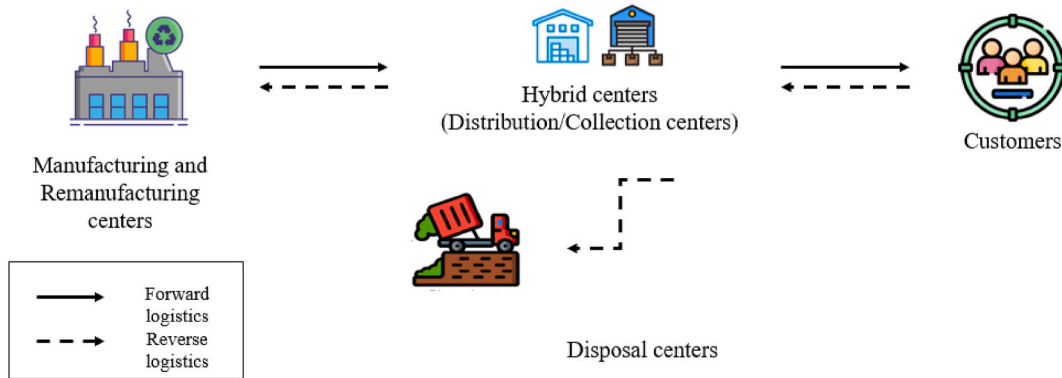 Hybrid centers
(Distribution/Collection centers)
Customers
Manufacturing and
Remanufacturing
centers
Forward
logistics
Reverse
logistics
Disposal centers